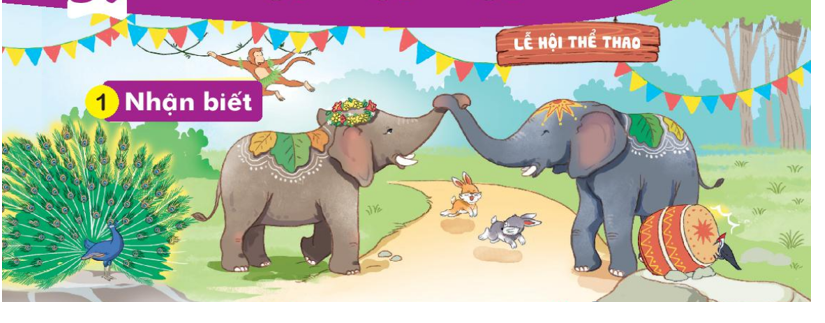 LỄ HỘI THỂ THAO
1 Nhận biết